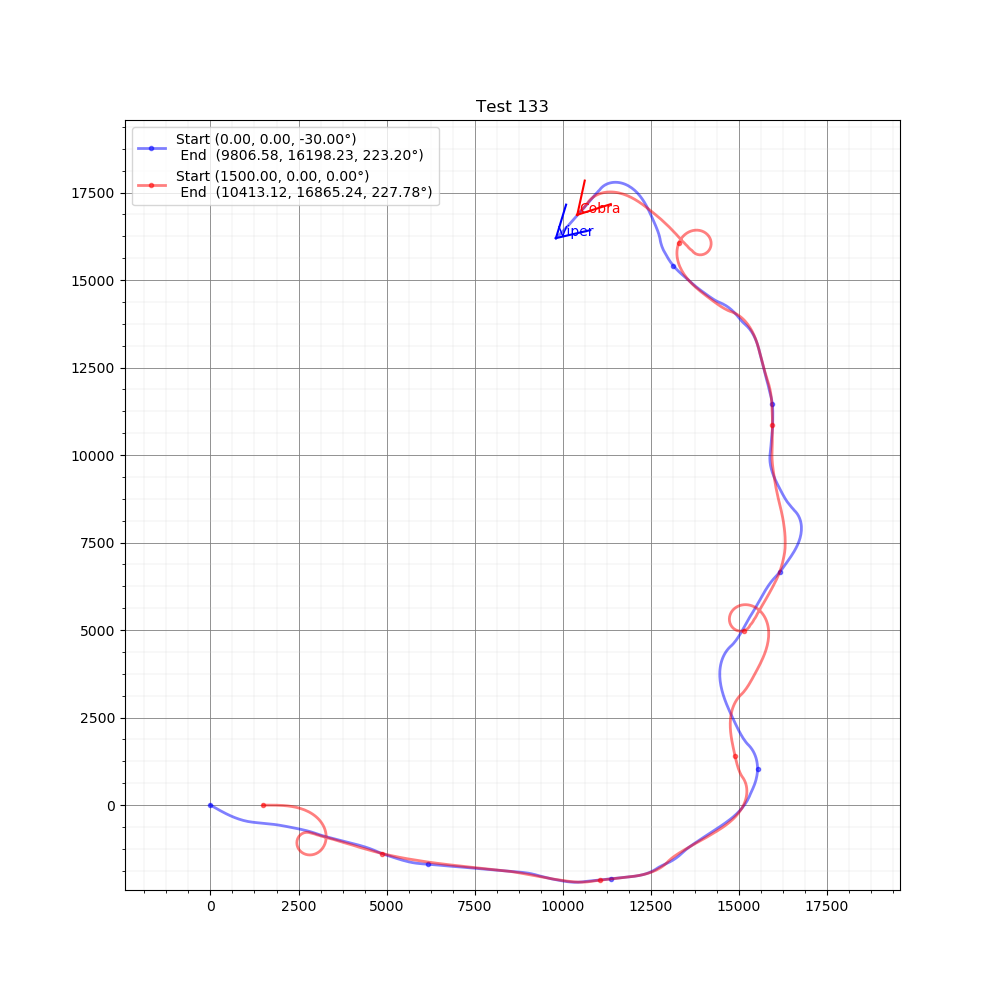 Test 133
Start (0.00, 0.00, -30.00°)
End (9806.58, 16198.23, 223.20°)
Start (1500.00, 0.00, 0.00°)
End (10413.12, 16865.24, 227.78°)
Cobra
Viper
17500
15000
12500
10000
7500
5000
2500
0
0 2500 5000 7500 10000 12500 15000 17500